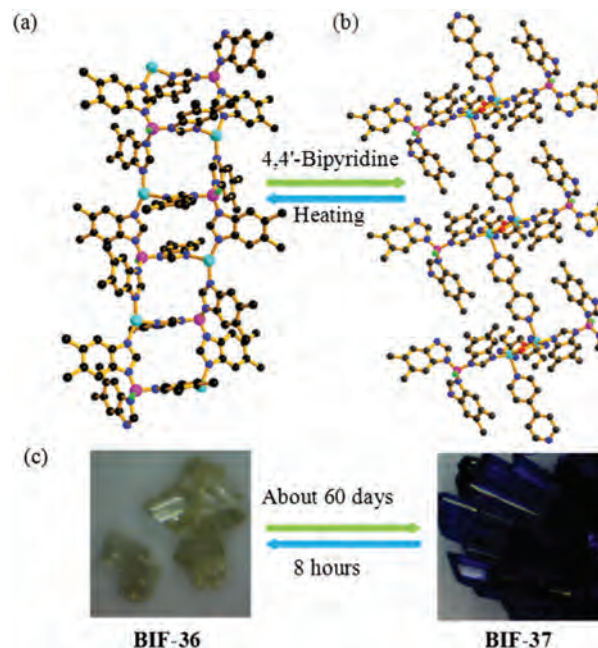 (a)
(b)
4,4'-Bipyridine
Heating
(c)
About 60 days
8 hours
BIF-36
BIF-37